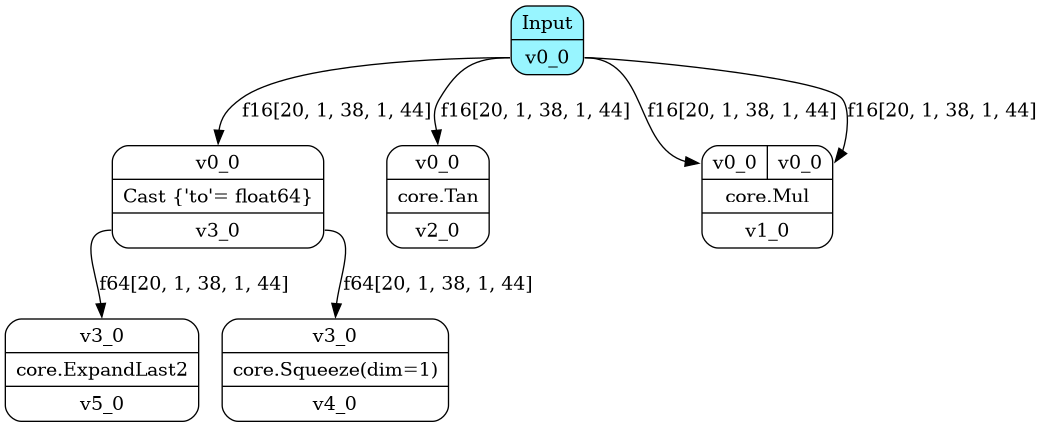 Input
v0_0
f16[20, 1, 38, 1, 44]
f16[20, 1, 38, 1, 44]
f16[20, 1, 38, 1, 44]
f16[20, 1, 38, 1, 44]
v0_0
Cast {'to'= float64}
v3_0
v0_0
core.Tan
v2_0
v0_0 v0_0
core.Mul
v1_0
f64[20, 1, 38, 1, 44]
f64[20, 1, 38, 1, 44]
v3_0
core.ExpandLast2
v5_0
v3_0
core.Squeeze(dim=1)
v4_0